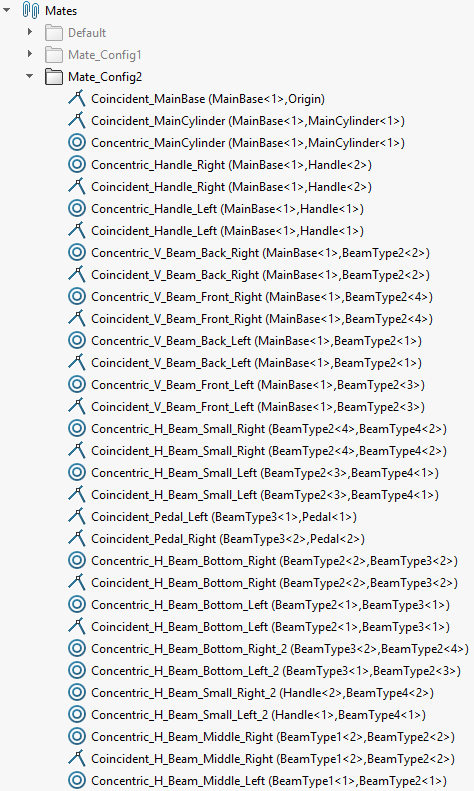 Mates
Default
Mate_Config1
Mate_Config2
Coincident_MainBase (MainBase<1>,Origin)
Coincident_MainCylinder (MainBase<1>,MainCylinder<1>)
Concentric_MainCylinder (MainBase<1>,MainCylinder<1>)
Concentric_Handle_Right (MainBase<1>,Handle<2>)
Coincident_Handle_Right (MainBase<1>,Handle<2>)
Concentric_Handle_Left (MainBase<1>,Handle<1>)
Coincident_Handle_Left (MainBase<1>,Handle<1>)
Concentric_V_Beam_Back_Right (MainBase<1>,BeamType2<2>)
Coincident_V_Beam_Back_Right (MainBase<1>,BeamType2<2>)
Concentric_V_Beam_Front_Right (MainBase<1>,BeamType2<4>)
Coincident_V_Beam_Front_Right (MainBase<1>,BeamType2<4>)
Concentric_V_Beam_Back_Left (MainBase<1>,BeamType2<1>)
Coincident_V_Beam_Back_Left (MainBase<1>,BeamType2<1>)
Concentric_V_Beam_Front_Left (MainBase<1>,BeamType2<3>)
Coincident_V_Beam_Front_Left (MainBase<1>,BeamType2<3>)
Concentric_H_Beam_Small_Right (BeamType2<4>,BeamType4<2>)
Coincident_H_Beam_Small_Right (BeamType2<4>,BeamType4<2>)
Concentric_H_Beam_Small_Left (BeamType2<3>,BeamType4<1>)
Coincident_H_Beam_Small_Left (BeamType2<3>,BeamType4<1>)
Coincident_Pedal_Left (BeamType3<1>,Pedal<1>)
Coincident_Pedal_Right (BeamType3<2>,Pedal<2>)
Concentric_H_Beam_Bottom_Right (BeamType2<2>,BeamType3<2>)
Coincident_H_Beam_Bottom_Right (BeamType2<2>,BeamType3<2>)
Concentric_H_Beam_Bottom_Left (BeamType2<1>,BeamType3<1>)
Coincident_H_Beam_Bottom_Left (BeamType2<1>,BeamType3<1>)
Concentric_H_Beam_Bottom_Right_2 (BeamType3<2>,BeamType2<4>)
Concentric_H_Beam_Bottom_Left_2 (BeamType3<1>,BeamType2<3>)
Concentric_H_Beam_Small_Right_2 (Handle<2>,BeamType4<2>)
Concentric_H_Beam_Small_Left_2 (Handle<1>,BeamType4<1>)
Concentric_H_Beam_Middle_Right (BeamType1<2>,BeamType2<2>)
Coincident_H_Beam_Middle_Right (BeamType1<2>,BeamType2<2>)
Concentric_H_Beam_Middle_Left (BeamType1<1>,BeamType2<1>)